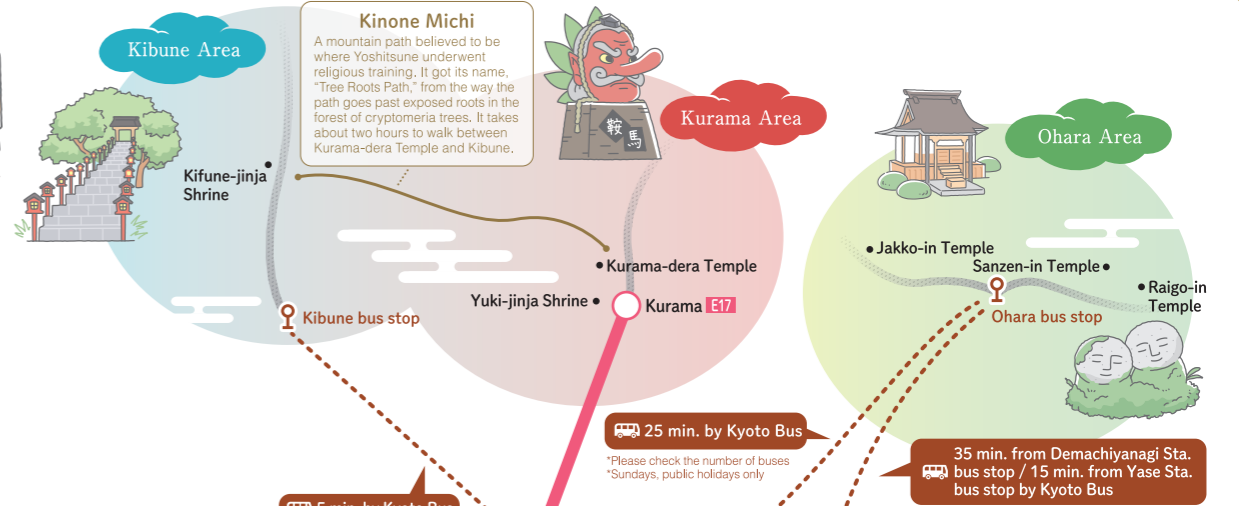 Kibune Area
Kinone Michi
A mountain path believed to be
where Yoshitsune underwent
religious training. It got its name,
“Tree Roots Path,” from the way the
path goes past exposed roots in the
forest of cryptomeria trees. It takes
about two hours to walk between
Kurama-dera Temple and Kibune.
鞍
馬
Kurama Area
Ohara Area
Kifune-jinja
Shrine
Kurama-dera Temple
Yuki-jinja Shrine
Kurama E17
Kibune bus stop
Jakko-in Temple
Sanzen-in Temple
Raigo-in
Temple
Ohara bus stop
25 min. by Kyoto Bus
*Please check the number of buses
*Sundays, public holidays only
35 min. from Demachiyanagi Sta.
bus stop / 15 min. from Yase Sta.
bus stop by Kyoto Bus
5 min. by Kyoto Bus